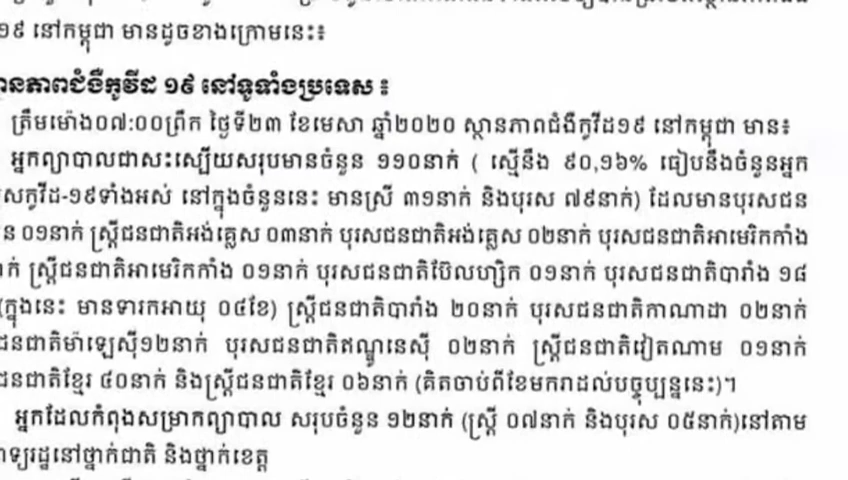 ១៩ នៅកម្ពុជា មានដូចខាងក្រោមនេះ៖
ានភាពជំងឺកូវីដ ១៩ នៅទូទាំងប្រទេស ៖
ត្រឹមម៉ោង០៧:០០ព្រឹក ថ្ងៃទី២៣ ខែមេសា ឆ្នាំ២០២០ ស្ថានភាពជំងឺកូវីដ១៩ នៅកម្ពុជា មាន៖
អ្នកព្យាបាលជាសះស្បើយសរុបមានចំនួន ១១០នាក់ ( ស្មើនឹង ៩០,១៦% ធៀបនឹងចំនួនអ្នក
សកូវីដ-១៩ទាំងអស់ នៅក្នុងចំនួននេះ មានស្រី ៣១នាក់ និងបុរស ៧៩នាក់) ដែលមានបុរសជន
ន ០១នាក់ ស្ត្រីជនជាតិអង់គ្លេស ០៣នាក់ បុរសជនជាតិអង់គ្លេស ០២នាក់ បុរសជនជាតិអាមេរិកកាំង
ក់ ស្ត្រីជនជាតិអាមេរិកកាំង ០១នាក់ បុរសជនជាតិប៊ែលហ្សិក ០១នាក់ បុរសជនជាតិបារាំង ១៨
(ក្នុងនេះ មានទារកអាយុ ០៤ខែ) ស្ត្រីជនជាតិបារាំង ២០នាក់ បុរសជនជាតិកាណាដា ០២នាក់
ជនជាតិម៉ាឡេស៊ី១២នាក់ បុរសជនជាតិឥណ្ឌូនេស៊ី ០២នាក់ ស្ត្រីជនជាតិវៀតណាម ០១នាក់
ជនជាតិខ្មែរ ៤០នាក់ និងស្ត្រីជនជាតិខ្មែរ ០៦នាក់ (គិតចាប់ពីខែមករាដល់បច្ចុប្បន្ននេះ)។
អ្នកដែលកំពុងសម្រាកព្យាបាល សរុបចំនួន ១២នាក់ (ស្ត្រី ០៧នាក់ និងបុរស ០៥នាក់)នៅតាម
ពទ្យរដ្ឋនៅថ្នាក់ជាតិ និងថ្នាក់ខេត្ត